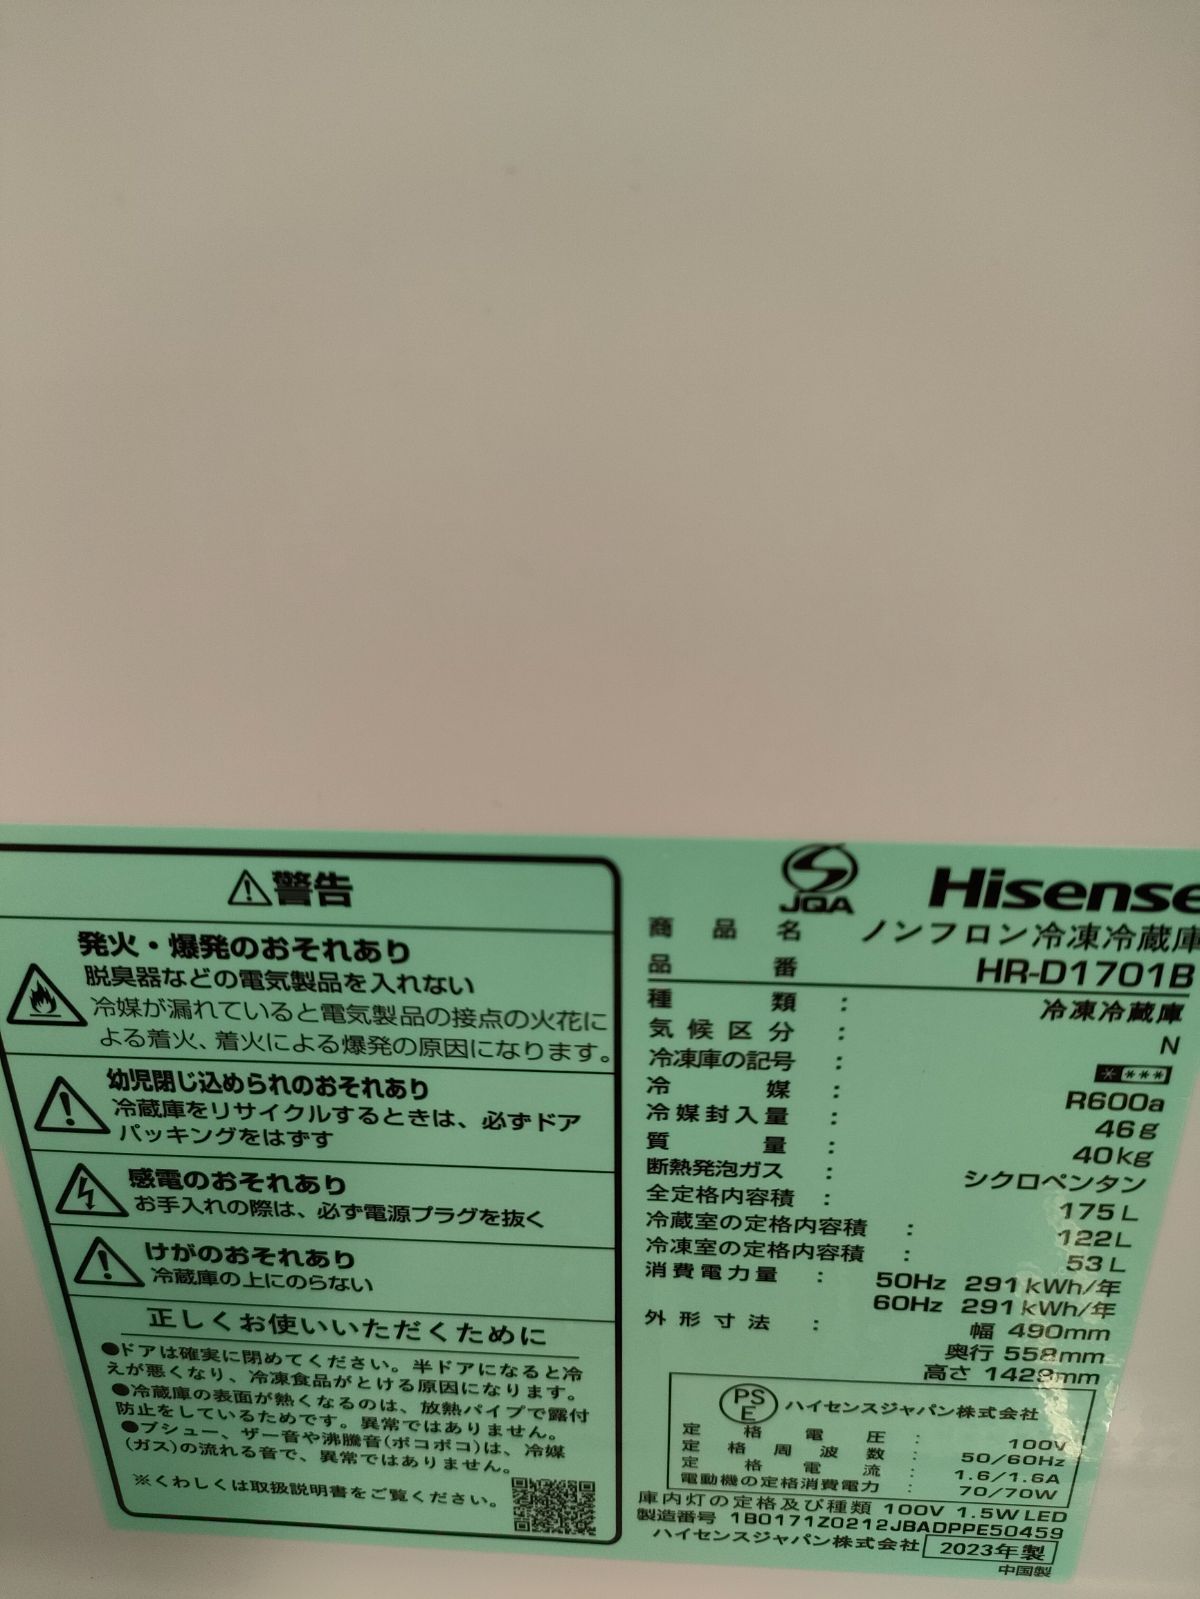 ⚠警告
発火・爆発のおそれあり
脱臭器などの電気製品を入れない
冷媒が漏れていると電気製品の接点の火花に
よる着火、着火による爆発の原因になります。
幼児閉じ込められのおそれあり
冷蔵庫をリサイクルするときは、必ずドア
パッキングをはずす
感電のおそれあり
お手入れの際は、必ず電源プラグを抜く
けがのおそれあり
冷蔵庫の上にのらない
正しくお使いいただくために
●ドアは確実に閉めてください。半ドアになると冷
えが悪くなり、冷凍食品がとける原因になります。
●冷蔵庫の表面が熱くなるのは、放熱パイプで露付
防止をしているためです。異常ではありません。
●ブシュー、ザー音や沸騰音(ポコポコ)は、冷媒
(ガス)の流れる音で、異常ではありません。
※くわしくは取扱説明書をご覧ください。
JQA
Hisense
商品名 ノンフロン冷凍冷蔵庫
品番 HR-D1701B
種類 : 冷凍冷蔵庫
気候区分 : N
冷凍庫の記号 : ****
冷媒 : R600a
冷媒封入量 : 46g
質量 : 40kg
断熱発泡ガス : シクロペンタン
全定格内容積 : 175L
冷蔵室の定格内容積 : 122L
冷凍室の定格内容積 : 53L
消費電力量 : 50Hz 291kWh/年
60Hz 291kWh/年
外形寸法 : 幅 490mm
奥行 558mm
高さ 1429mm
PSE ハイセンスジャパン株式会社
定格電圧 : 100V
定格周波数 : 50/60Hz
定格電流 : 1.6/1.6A
電動機の定格消費電力 : 70/70W
庫内灯の定格及び種類 100V 1.5W LED
製造番号 1B0171Z0212JBADPPE50459
ハイセンスジャパン株式会社 2023年製
中国製